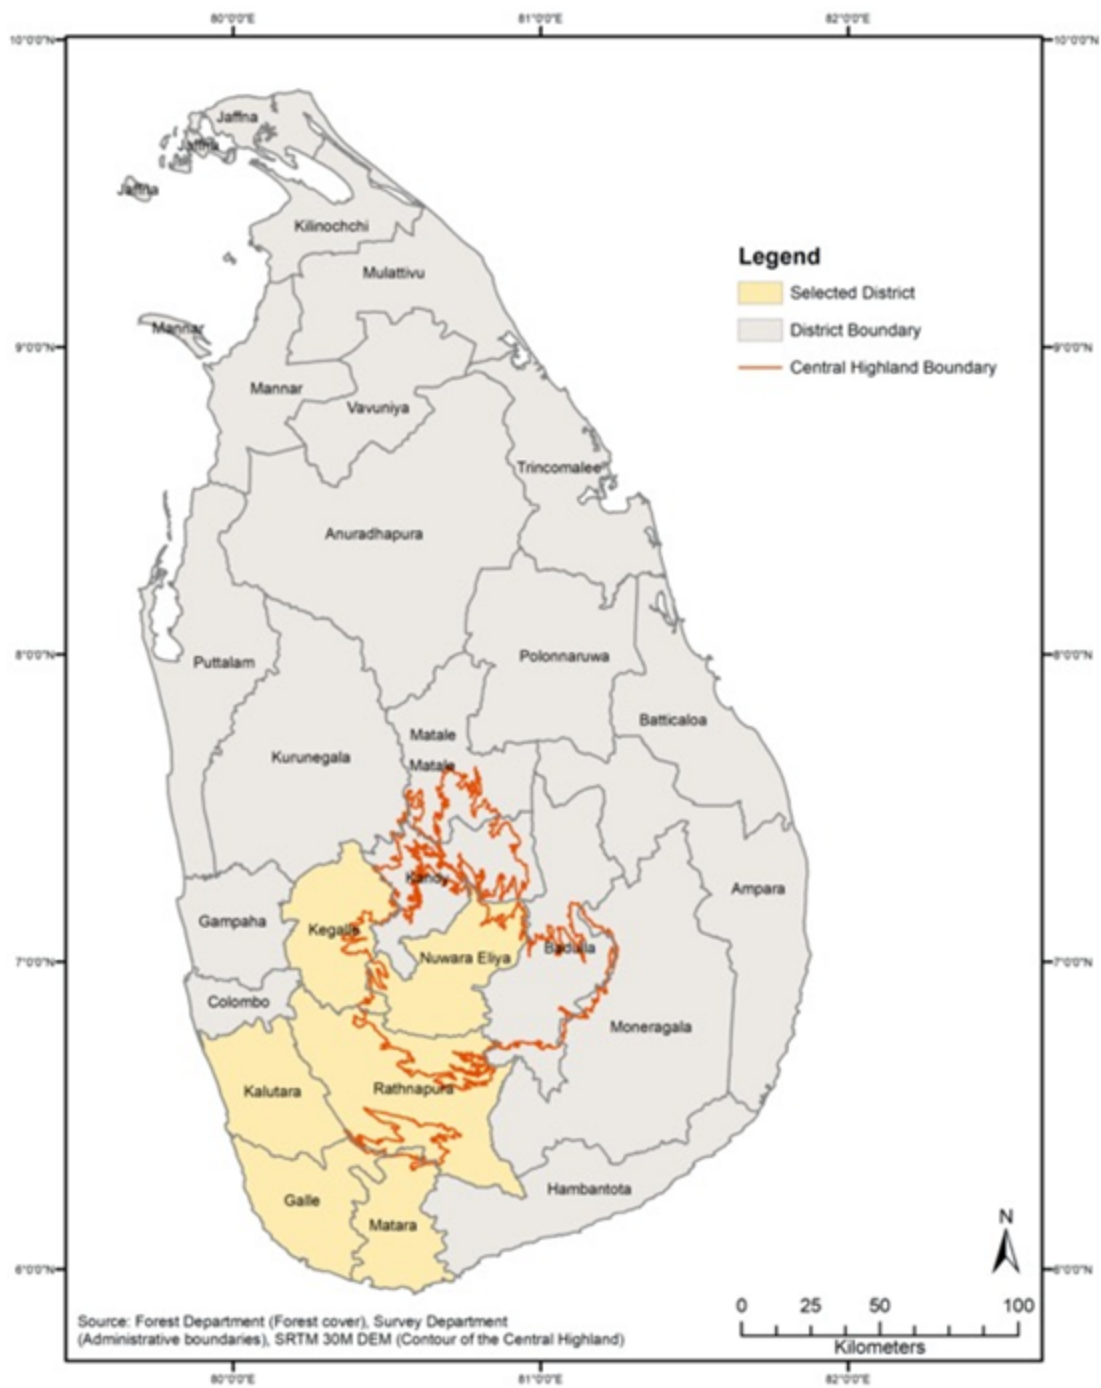 80°0'0"E 81°0'0"E 82°0'0"E
10°0'0"N 10°0'0"N
Jaffna
Jaffna
Jaffna
Kilinochchi
Legend
Mulattivu
Selected District
Mannar
District Boundary
9°0'0"N 9°0'0"N
Central Highland Boundary
Mannar
Vavuniya
Trincomalee
Anuradhapura
8°0'0"N Polonnaruwa 8°0'0"N
Puttalam
Batticaloa
Matale
Kurunegala
Matale
Kandy
Ampara
Gampaha
Kegalle
Badulla
Nuwara Eliya
7°0'0"N 7°0'0"N
Colombo
Moneragala
Rathnapura
Kalutara
Hambantota
Galle
N
Matara
6°0'0"N 6°0'0"N
0 25 50 100
Kilometers
Source: Forest Department (Forest cover), Survey Department
(Administrative boundaries), SRTM 30M DEM (Contour of the Central Highland)
80°0'0"E 81°0'0"E 82°0'0"E